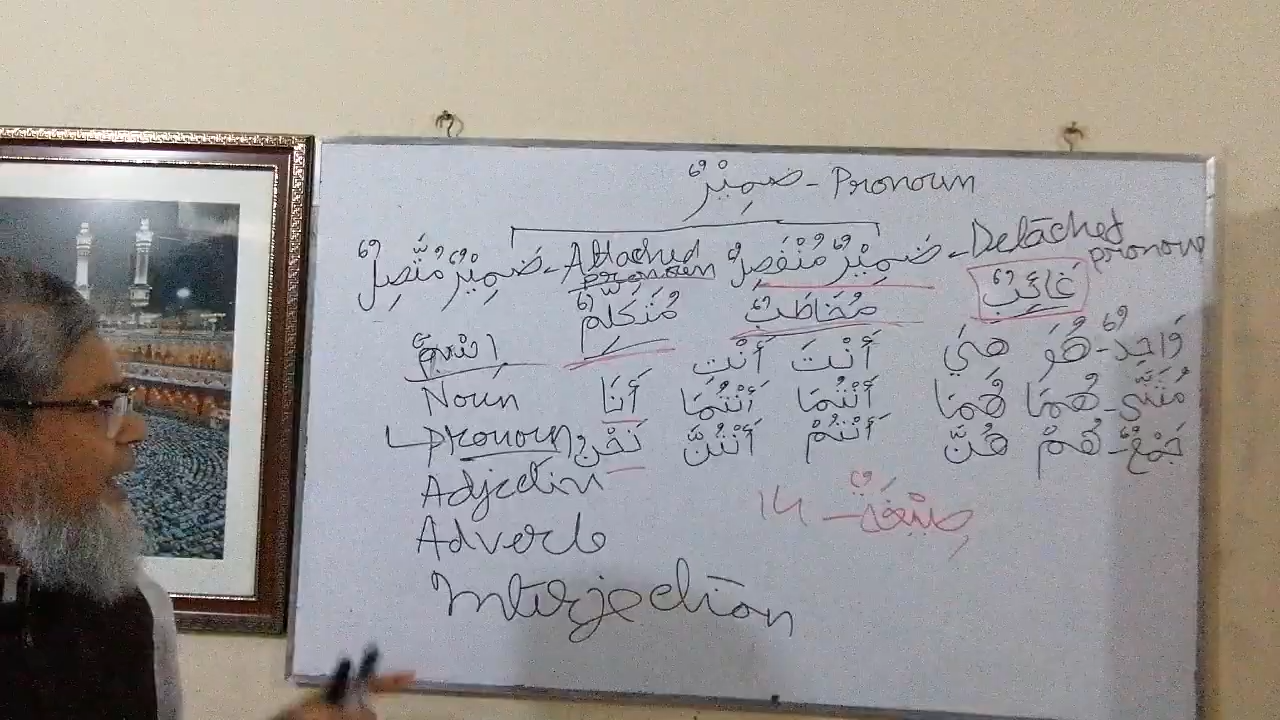 ضَمِيْرٌ - Pronoun
ضَمِيْرٌ مُنْفَصِلٌ - Detached pronoun
ضَمِيْرٌ مُتَّصِلٌ - Attached pronoun
غَائِبٌ مُخَاطَبٌ مُتَكَلِّمٌ
وَاحِدٌ - هُوَ هِيَ أَنْتَ أَنْتِ
مُثَنَّى - هُمَا هُمَا أَنْتُمَا أَنْتُمَا أَنَا
جَمْعٌ - هُمْ هُنَّ أَنْتُمْ أَنْتُنَّ نَحْنُ
صِيْغَةٌ - 14
اِسْمٌ
Noun
Pronoun
Adjective
Adverb
Interjection